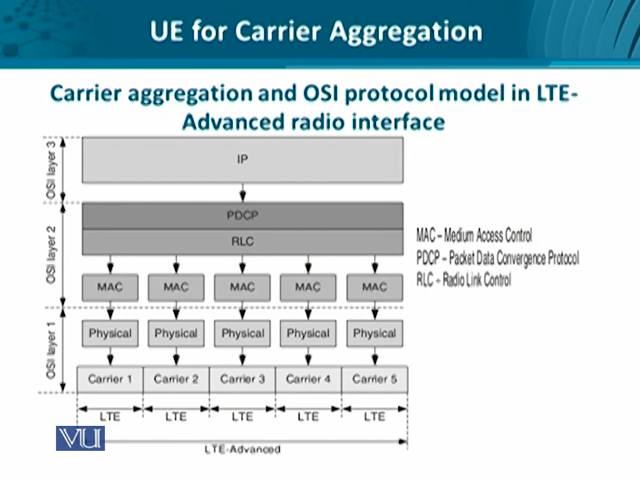 UE for Carrier Aggregation
Carrier aggregation and OSI protocol model in LTE-
Advanced radio interface
OSI layer 3
IP
OSI layer 2
PDCP
RLC
MAC MAC MAC MAC MAC
MAC – Medium Access Control
PDCP – Packet Data Convergence Protocol
RLC – Radio Link Control
OSI layer 1
Physical Physical Physical Physical Physical
Carrier 1 Carrier 2 Carrier 3 Carrier 4 Carrier 5
LTE LTE LTE LTE LTE
VU
LTE-Advanced